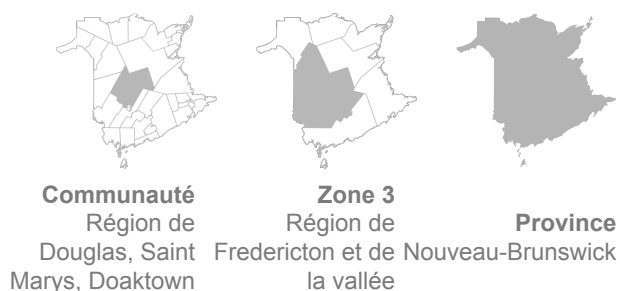 Communauté
Région de
Douglas, Saint
Marys, Doaktown
Zone 3
Région de
Fredericton et de
la vallée
Province
Nouveau-Brunswick